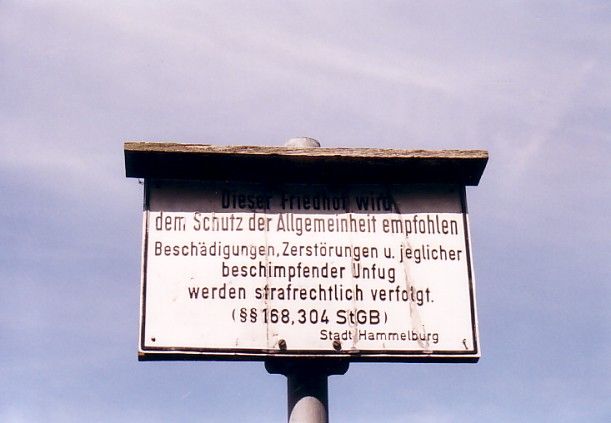 Dieser Friedhof wird
dem Schutz der Allgemeinheit empfohlen
Beschädigungen, Zerstörungen u. jeglicher
beschimpfender Unfug
werden strafrechtlich verfolgt.
(§§ 168, 304 StGB)
Stadt Hammelburg